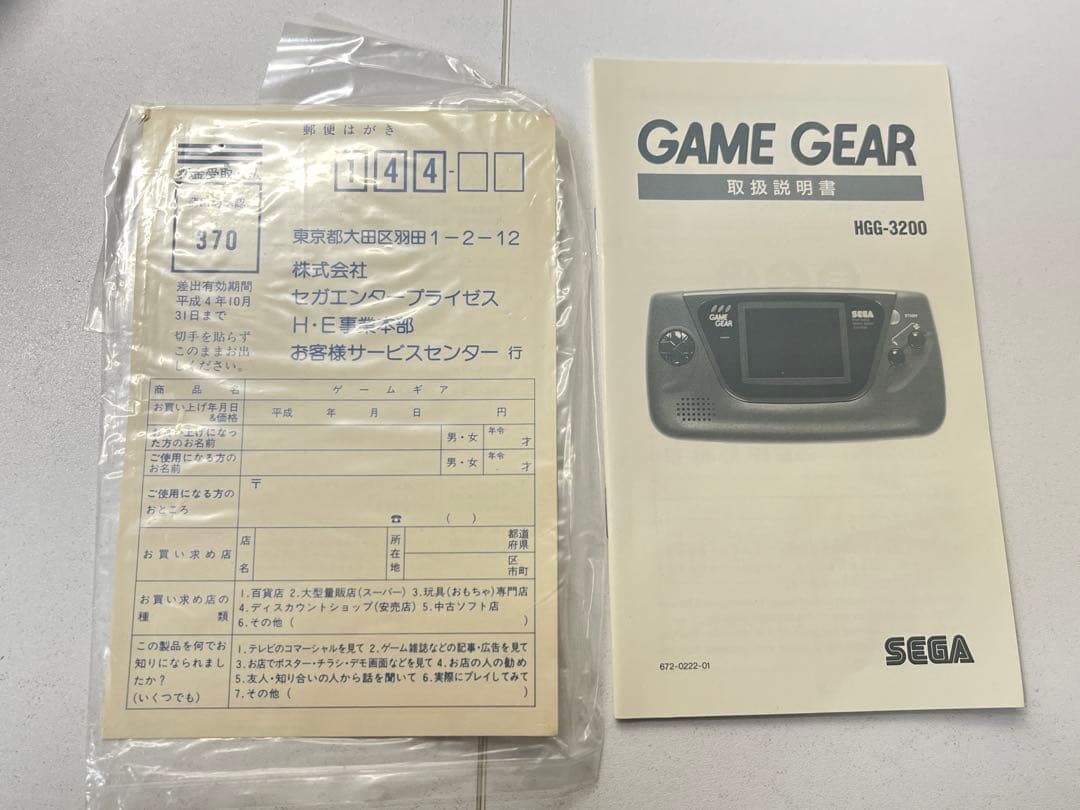 郵便はがき
金受取人
370
差出有効期間
平成4年10月
31日まで
切手を貼らず
このままお出
しください。
144-
東京都大田区羽田1-2-12
株式会社
セガエンタープライゼス
H・E事業本部
お客様サービスセンター 行
商品名 ゲームギア
お買い上げ年月日
&価格
平成 年 月 日 円
お買い上げになっ
た方のお名前
男・女 年令 才
ご使用になる方の
お名前
男・女 年令 才
ご使用になる方の
おところ
〒
☎ ( )
お買い求め店
店名
所在地
都道
府県
区
市町
お買い求め店の
種類
1.百貨店 2.大型量販店(スーパー) 3.玩具(おもちゃ)専門店
4.ディスカウントショップ(安売店) 5.中古ソフト店
6.その他( )
この製品を何でお
知りになられまし
たか?
(いくつでも)
1.テレビのコマーシャルを見て 2.ゲーム雑誌などの記事・広告を見て
3.お店でポスター・チラシ・デモ画面などを見て 4.お店の人の勧め
5.友人・知り合いの人から話を聞いて 6.実際にプレイしてみて
7.その他( )
GAME GEAR
取扱説明書
HGG-3200
GAME
GEAR
SEGA
START
672-0222-01
SEGA